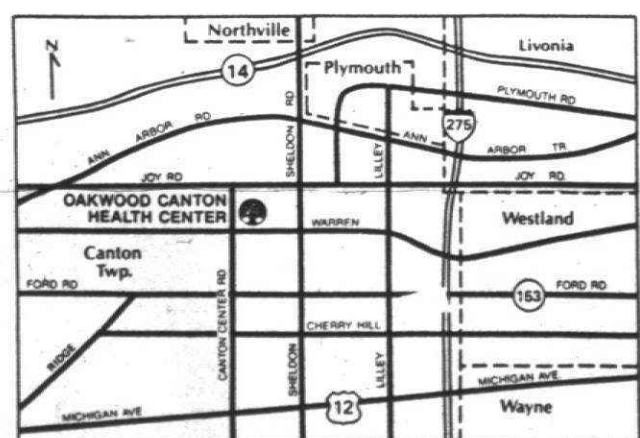 Northville
N
Livonia
14
Plymouth
PLYMOUTH RD
ANN ARBOR RD
SHELDON RD
LILLEY
ANN ARBOR TR
275
JOY RD
JOY RD.
OAKWOOD CANTON
HEALTH CENTER
WARREN
Westland
Canton
Twp.
FORD RD
153
FORD RD
CANTON CENTER RD
CHERRY HILL
RIDGE
SHELDON
LILLEY
MICHIGAN AVE.
12
MICHIGAN AVE
Wayne